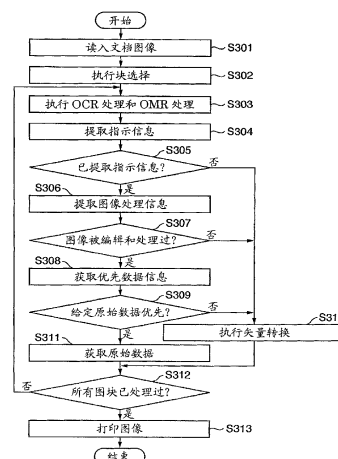 开始
读入文档图像 S301
执行块选择 S302
执行 OCR 处理和 OMR 处理 S303
提取指示信息 S304
S305
已提取指示信息? 否
S306 是
提取图像处理信息
S307
图像被编辑和处理过? 否
S308 是
获取优先数据信息
S309
给定原始数据优先? 否
S311 是 S31
获取原始数据 执行矢量转换
S312
否 所有图块已处理过?
是
打印图像 S313
结束